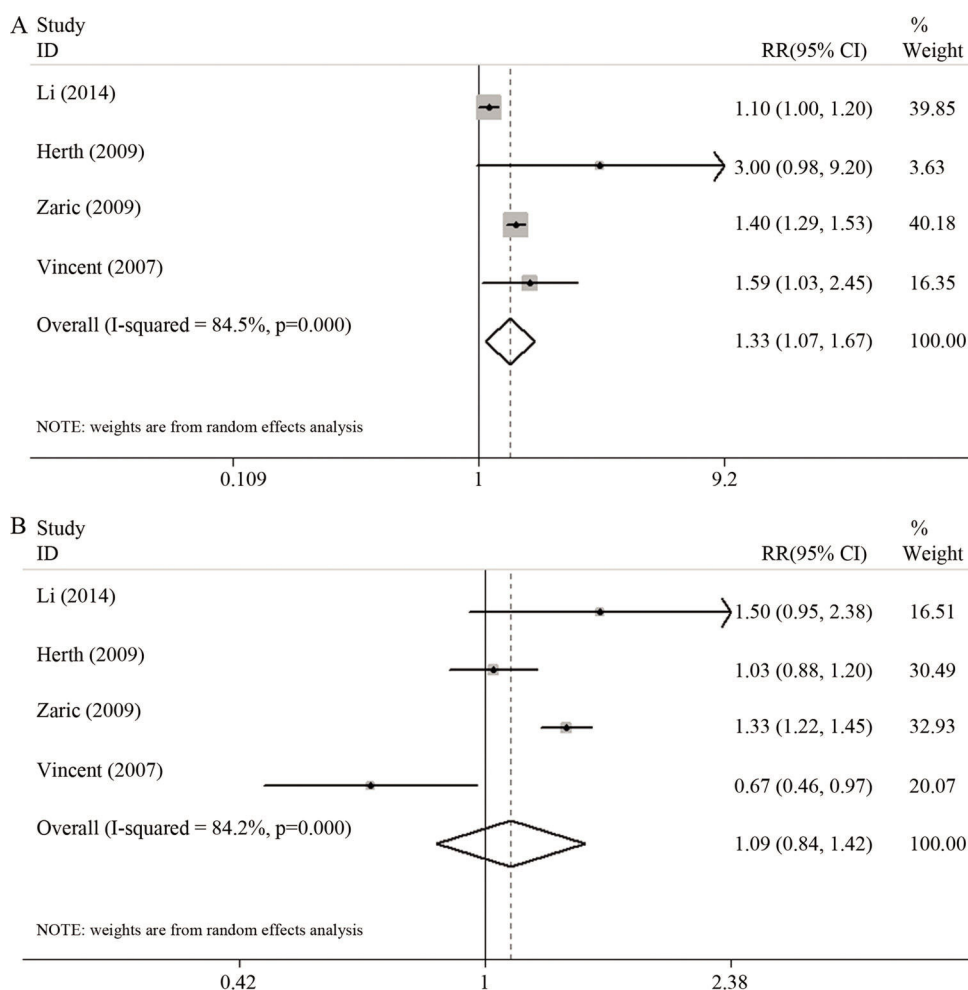 A Study %
ID RR(95% CI) Weight
Li (2014) 1.10 (1.00, 1.20) 39.85
Herth (2009) 3.00 (0.98, 9.20) 3.63
Zaric (2009) 1.40 (1.29, 1.53) 40.18
Vincent (2007) 1.59 (1.03, 2.45) 16.35
Overall (I-squared = 84.5%, p=0.000) 1.33 (1.07, 1.67) 100.00
NOTE: weights are from random effects analysis
0.109 1 9.2
B Study %
ID RR(95% CI) Weight
Li (2014) 1.50 (0.95, 2.38) 16.51
Herth (2009) 1.03 (0.88, 1.20) 30.49
Zaric (2009) 1.33 (1.22, 1.45) 32.93
Vincent (2007) 0.67 (0.46, 0.97) 20.07
Overall (I-squared = 84.2%, p=0.000) 1.09 (0.84, 1.42) 100.00
NOTE: weights are from random effects analysis
0.42 1 2.38